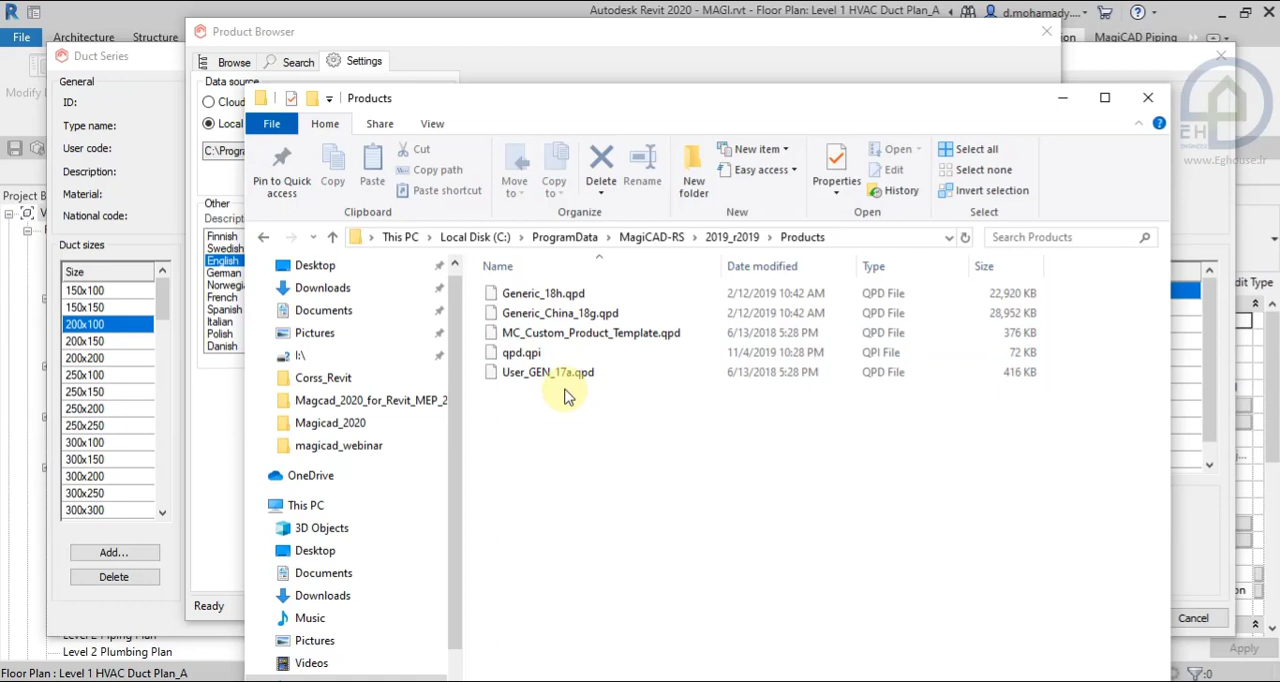 Autodesk Revit 2020 - MAGI.rvt - Floor Plan: Level 1 HVAC Duct Plan_A
d.mohamady....
File
Architecture
Structure
MagiCAD Piping
Product Browser
Duct Series
Browse
Search
Settings
General
ID:
Type name:
User code:
Description:
Material:
National code:
Duct sizes
Size
150x100
150x150
200x100
200x150
200x200
250x100
250x150
250x200
250x250
300x100
300x150
300x200
300x250
300x300
Add...
Delete
Data source
Local
Other
Finnish
Swedish
English
German
French
Spanish
Italian
Polish
Danish
Ready
Products
File
Home
Share
View
Pin to Quick access
Copy
Paste
Cut
Copy path
Paste shortcut
Clipboard
Move to
Copy to
Delete
Rename
Organize
New folder
New item
Easy access
New
Properties
Open
Edit
History
Open
Select all
Select none
Invert selection
Select
This PC
Local Disk (C:)
ProgramData
MagiCAD-RS
2019_r2019
Products
Search Products
Desktop
Downloads
Documents
Pictures
I:\
Corss_Revit
Magcad_2020_for_Revit_MEP_2
Magicad_2020
magicad_webinar
OneDrive
This PC
3D Objects
Desktop
Documents
Downloads
Music
Pictures
Videos
Name Date modified Type Size
Generic_18h.qpd 2/12/2019 10:42 AM QPD File 22,920 KB
Generic_China_18g.qpd 2/12/2019 10:42 AM QPD File 28,952 KB
MC_Custom_Product_Template.qpd 6/13/2018 5:28 PM QPD File 376 KB
qpd.qpi 11/4/2019 10:28 PM QPI File 72 KB
User_GEN_17a.qpd 6/13/2018 5:28 PM QPD File 416 KB
EH
www.Eghouse.ir
dit Type
Cancel
Apply
Level 2 Plumbing Plan
Floor Plan : Level 1 HVAC Duct Plan_A
:0